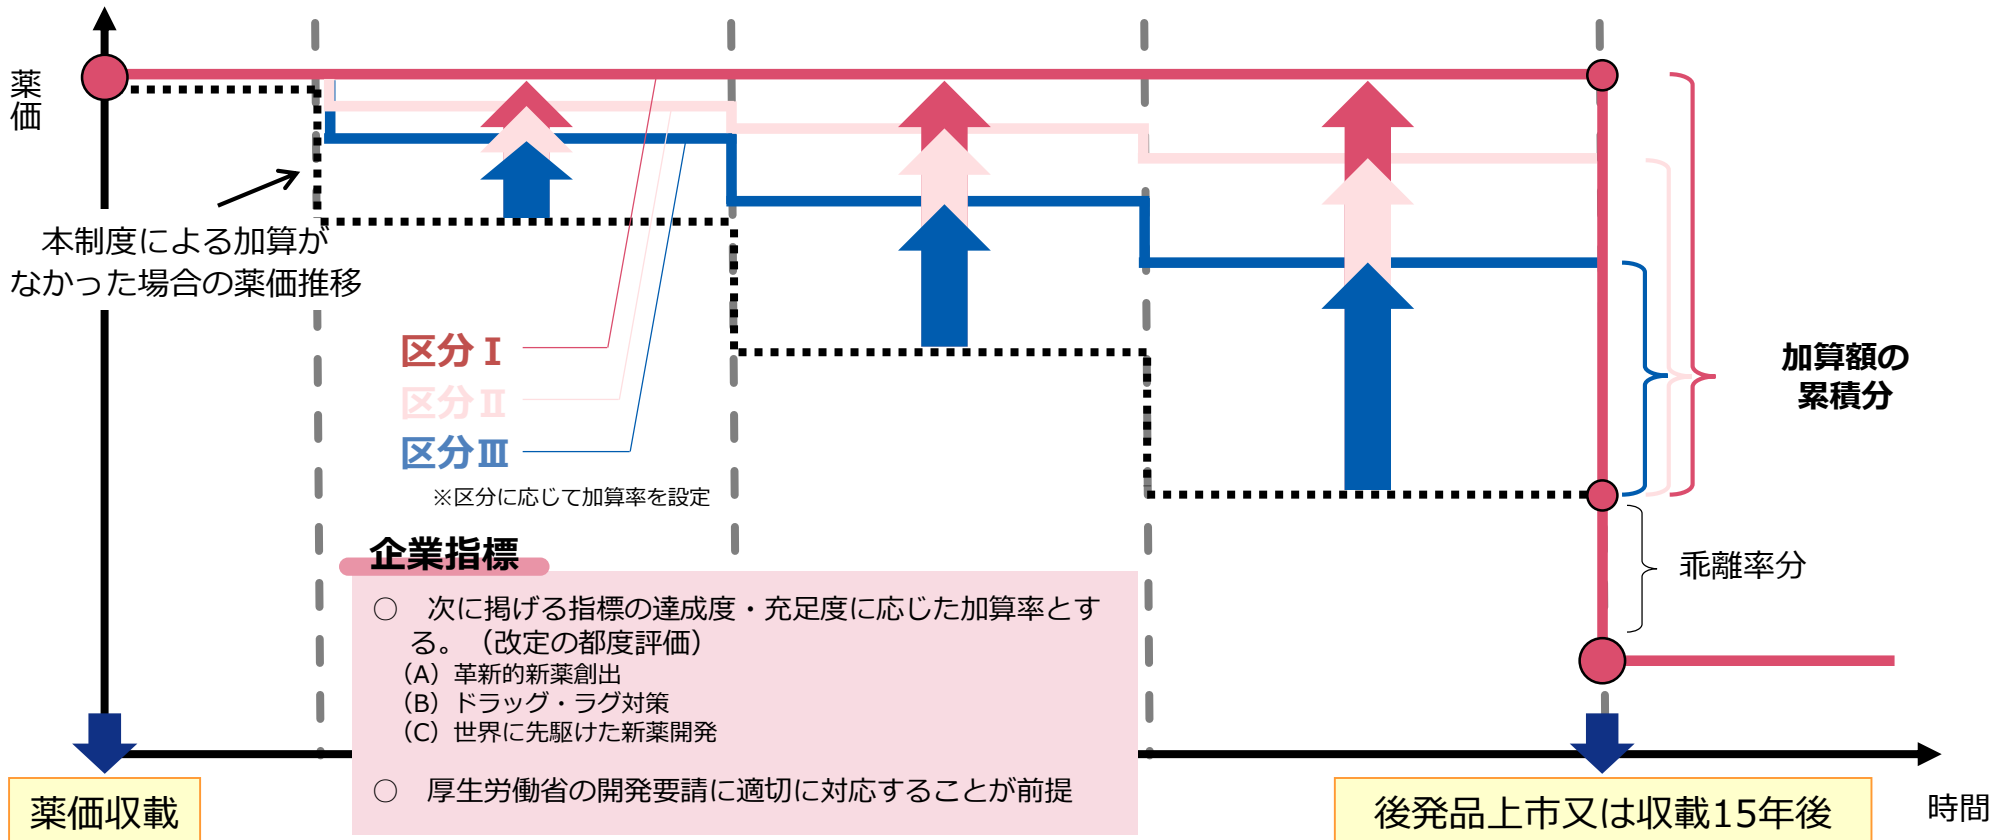 薬価
本制度による加算が
なかった場合の薬価推移
区分Ⅰ
区分Ⅱ
区分Ⅲ
※区分に応じて加算率を設定
加算額の
累積分
乖離率分
企業指標
○　次に掲げる指標の達成度・充足度に応じた加算率とす
る。（改定の都度評価）
（A）革新的新薬創出
（B）ドラッグ・ラグ対策
（C）世界に先駆けた新薬開発
○　厚生労働省の開発要請に適切に対応することが前提
薬価収載
後発品上市又は収載15年後
時間